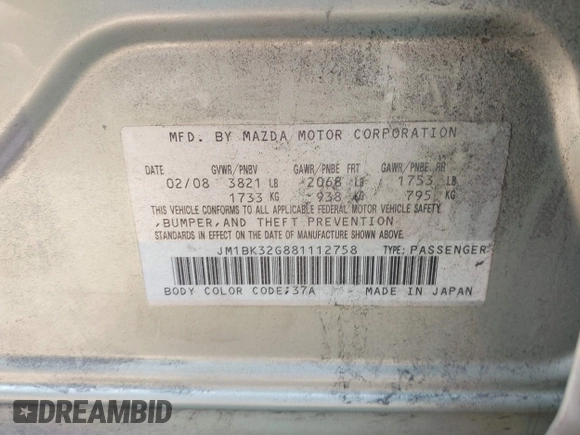 MFD. BY MAZDA MOTOR CORPORATION
DATE GVWR/PNBV GAWR/PNBE FRT GAWR/PNBE RR
02/08 3821 LB 2068 LB 1753 LB
1733 KG 938 KG 795 KG
THIS VEHICLE CONFORMS TO ALL APPLICABLE FEDERAL MOTOR VEHICLE SAFETY
,BUMPER,AND THEFT PREVENTION
STANDARDS IN EFFECT ON THE DATE OF MANUFACTURE SHOWN ABOVE.
JM1BK32G881112758 TYPE:PASSENGER
BODY COLOR CODE:37A MADE IN JAPAN
DREAMBID